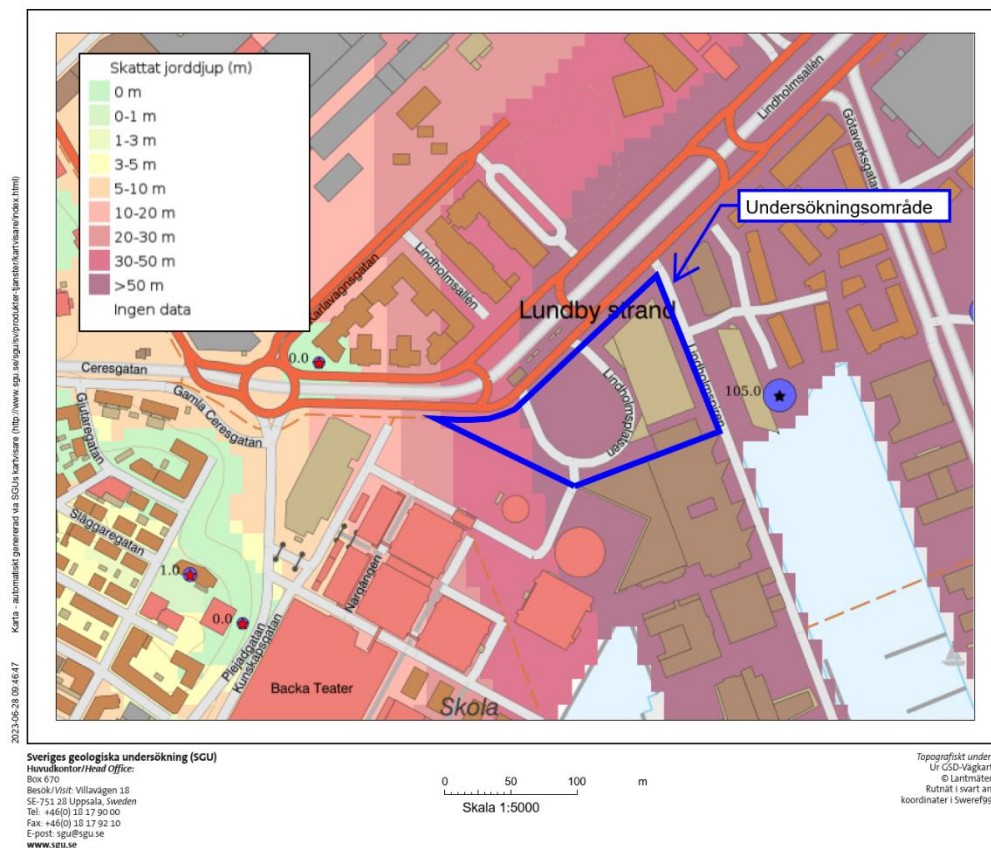 Skattat jorddjup (m)
0 m
0-1 m
1-3 m
3-5 m
5-10 m
10-20 m
20-30 m
30-50 m
>50 m
Ingen data
Undersökningsområde
Lindholmsallén
Götaverksgatan
Karlavagnsgatan
Lindholmsallén
Lundby strand
0.0
Ceresgatan
Gamla Ceresgatan
Gjutaregatan
Lindholmsplatsen
Lindholmspiren
105.0
Släggaregatan
1.0
0.0
Plejadgatan
Kunskapsgatan
Närgången
Backa Teater
Skola
Karta - automatiskt genererad via SGUs kartvisare (http://www.sgu.se/sgu/sv/produkter-tjanster/kartvisare/index.html)
2023-06-28 09:46.47
Sveriges geologiska undersökning (SGU)
Huvudkontor/Head Office:
Box 670
Besök/Visit: Villavägen 18
SE-751 28 Uppsala, Sweden
Tel: +46(0) 18 17 90 00
Fax: +46(0) 18 17 92 10
E-post: sgu@sgu.se
www.sgu.se
0 50 100 m
Skala 1:5000
Topografiskt under
Ur GSD-Vägkart
© Lantmäter
Rutnät i svart an
koordinater i Sweref99